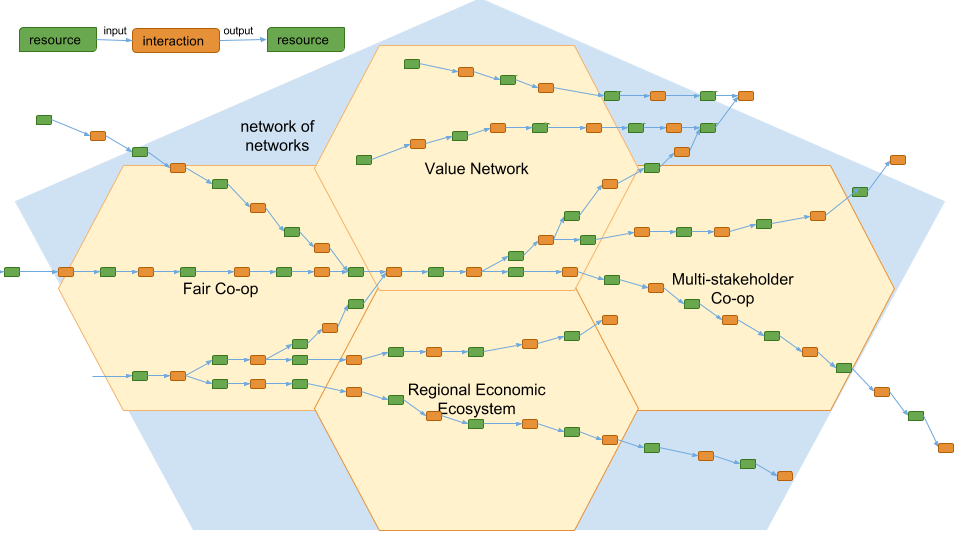 resource
input
interaction
output
resource
network of
networks
Value Network
Fair Co-op
Multi-stakeholder
Co-op
Regional Economic
Ecosystem